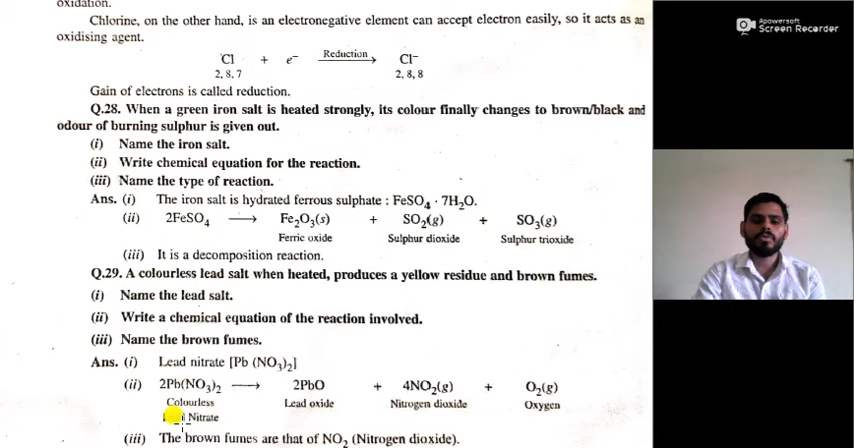 oxidation.
Chlorine, on the other hand, is an electronegative element can accept electron easily, so it acts as an
oxidising agent.
Cl + e⁻ —Reduction→ Cl⁻
2, 8, 7 2, 8, 8
Gain of electrons is called reduction.
Q.28. When a green iron salt is heated strongly, its colour finally changes to brown/black and
odour of burning sulphur is given out.
(i) Name the iron salt.
(ii) Write chemical equation for the reaction.
(iii) Name the type of reaction.
Ans. (i) The iron salt is hydrated ferrous sulphate : FeSO₄ · 7H₂O.
(ii) 2FeSO₄ ⟶ Fe₂O₃(s) + SO₂(g) + SO₃(g)
Ferric oxide Sulphur dioxide Sulphur trioxide
(iii) It is a decomposition reaction.
Q.29. A colourless lead salt when heated, produces a yellow residue and brown fumes.
(i) Name the lead salt.
(ii) Write a chemical equation of the reaction involved.
(iii) Name the brown fumes.
Ans. (i) Lead nitrate [Pb (NO₃)₂]
(ii) 2Pb(NO₃)₂ ⟶ 2PbO + 4NO₂(g) + O₂(g)
Colourless Lead oxide Nitrogen dioxide Oxygen
Nitrate
(iii) The brown fumes are that of NO₂ (Nitrogen dioxide).
Apowersoft
Screen Recorder